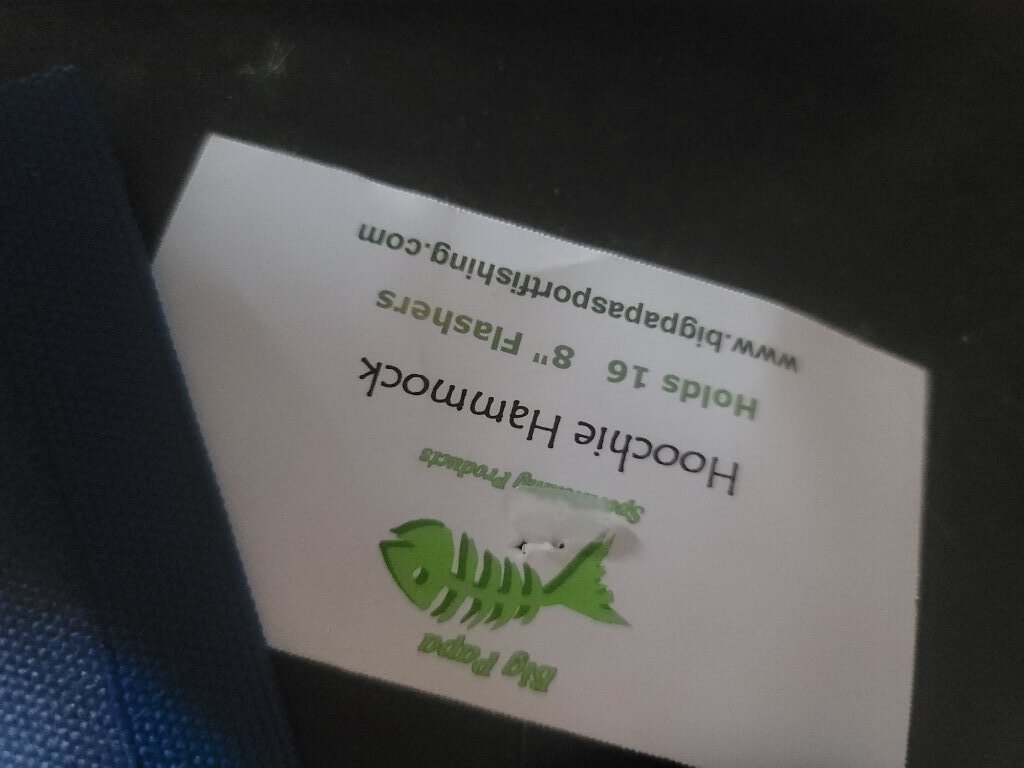 Big Papa
Products
Hoochie Hammock
Holds 16 8" Flashers
www.bigpapasportfishing.com